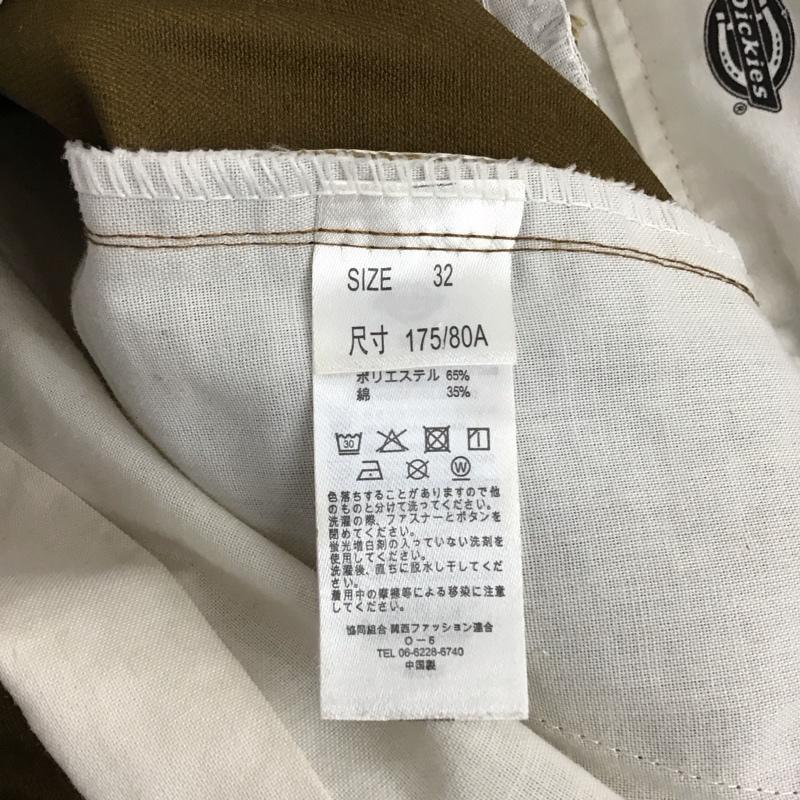 Dickies
®
SIZE 32
尺寸 175/80A
ポリエステル 65%
綿 35%
30
W
色落ちすることがありますので他
のものと分けて洗ってください。
洗濯の際、ファスナーとボタンを
閉めてください。
蛍光増白剤の入っていない洗剤を
使用してください。
洗濯後、直ちに脱水し干してくだ
さい。
着用中の摩擦等による移染に注意
してください。
協同組合 関西ファッション連合
O－6
TEL 06-6228-6740
中国製